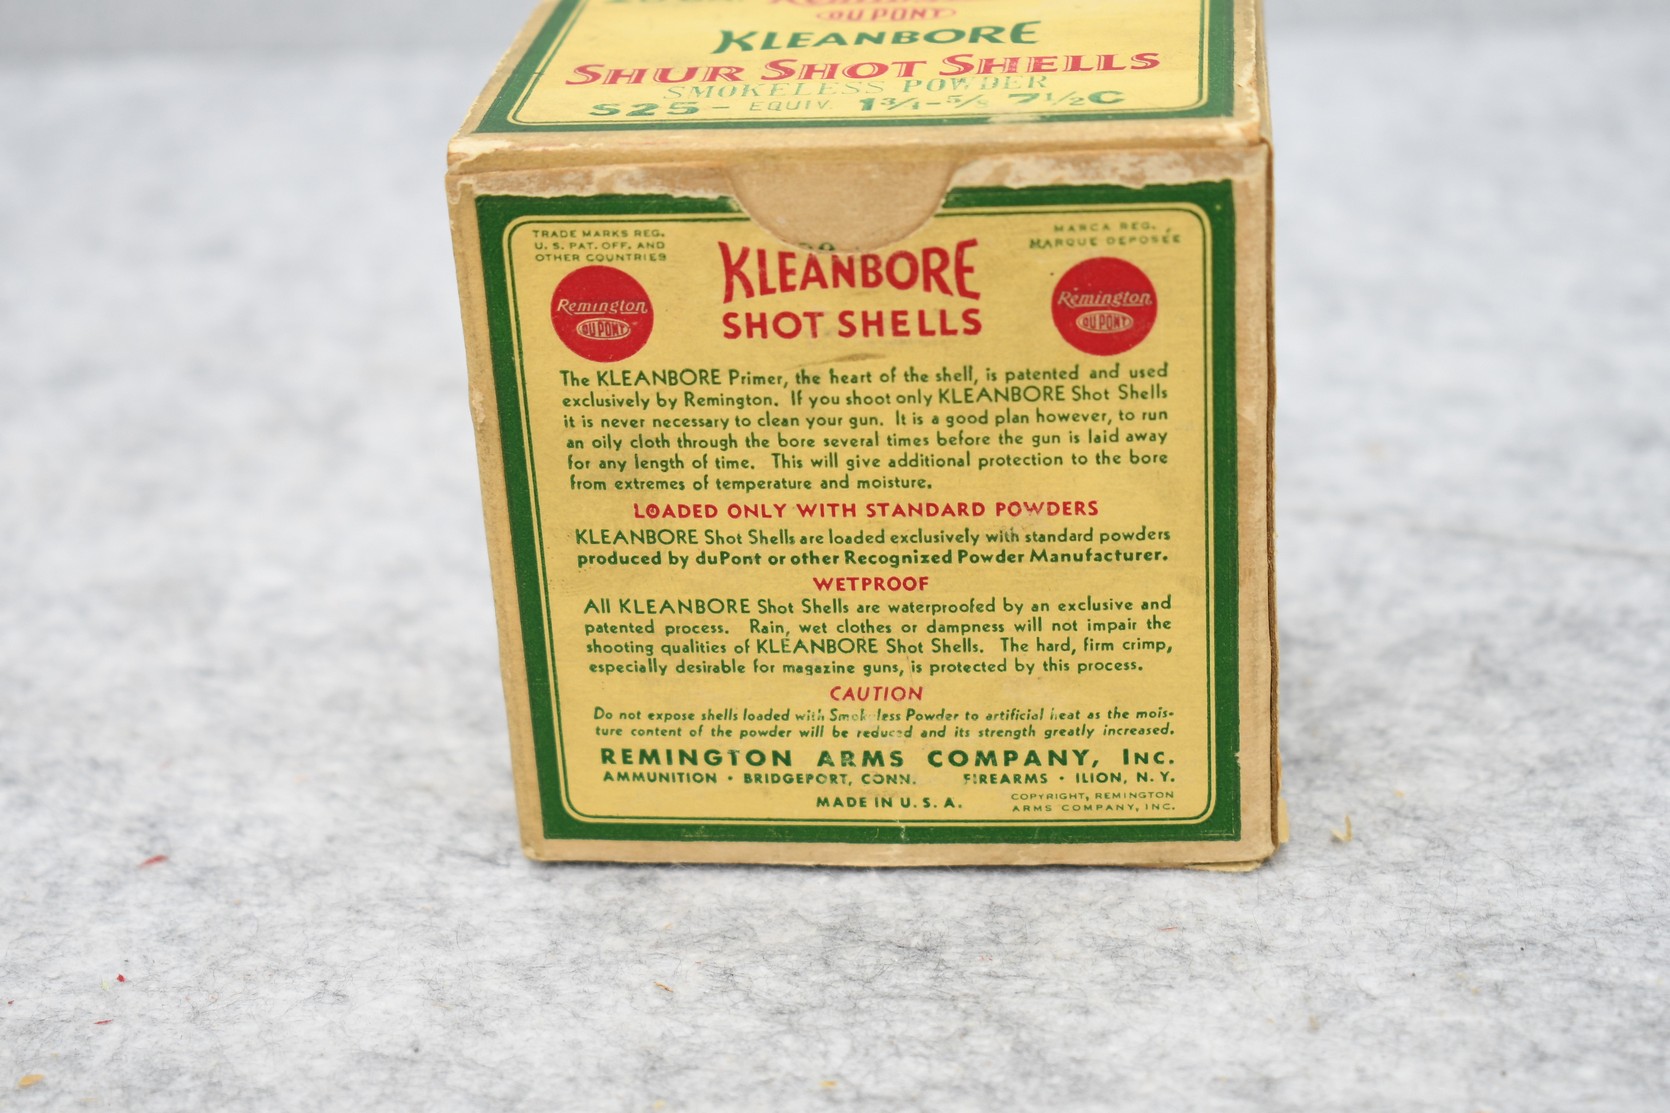 Remington
DU PONT
KLEANBORE
SHUR SHOT SHELLS
SMOKELESS POWDER
S25 - EQUIV. 1 3/4-5/8 7 1/2 C
TRADE MARKS REG.
U. S. PAT. OFF. AND
OTHER COUNTRIES
MARCA REG.
MARQUE DEPOSÉE
KLEANBORE
SHOT SHELLS
Remington
DU PONT
Remington
DU PONT
The KLEANBORE Primer, the heart of the shell, is patented and used
exclusively by Remington. If you shoot only KLEANBORE Shot Shells
it is never necessary to clean your gun. It is a good plan however, to run
an oily cloth through the bore several times before the gun is laid away
for any length of time. This will give additional protection to the bore
from extremes of temperature and moisture.
LOADED ONLY WITH STANDARD POWDERS
KLEANBORE Shot Shells are loaded exclusively with standard powders
produced by duPont or other Recognized Powder Manufacturer.
WETPROOF
All KLEANBORE Shot Shells are waterproofed by an exclusive and
patented process. Rain, wet clothes or dampness will not impair the
shooting qualities of KLEANBORE Shot Shells. The hard, firm crimp,
especially desirable for magazine guns, is protected by this process.
CAUTION
Do not expose shells loaded with Smokeless Powder to artificial heat as the mois-
ture content of the powder will be reduced and its strength greatly increased.
REMINGTON ARMS COMPANY, INC.
AMMUNITION · BRIDGEPORT, CONN. FIREARMS · ILION, N. Y.
MADE IN U. S. A.
COPYRIGHT, REMINGTON
ARMS COMPANY, INC.